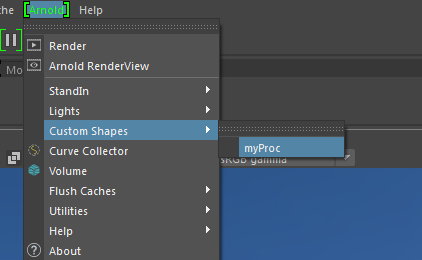 the Arnold Help
Mo
Render
Arnold RenderView
StandIn
Lights
Custom Shapes
myProc
Curve Collector
sRGB gamma
Volume
Flush Caches
Utilities
Help
About